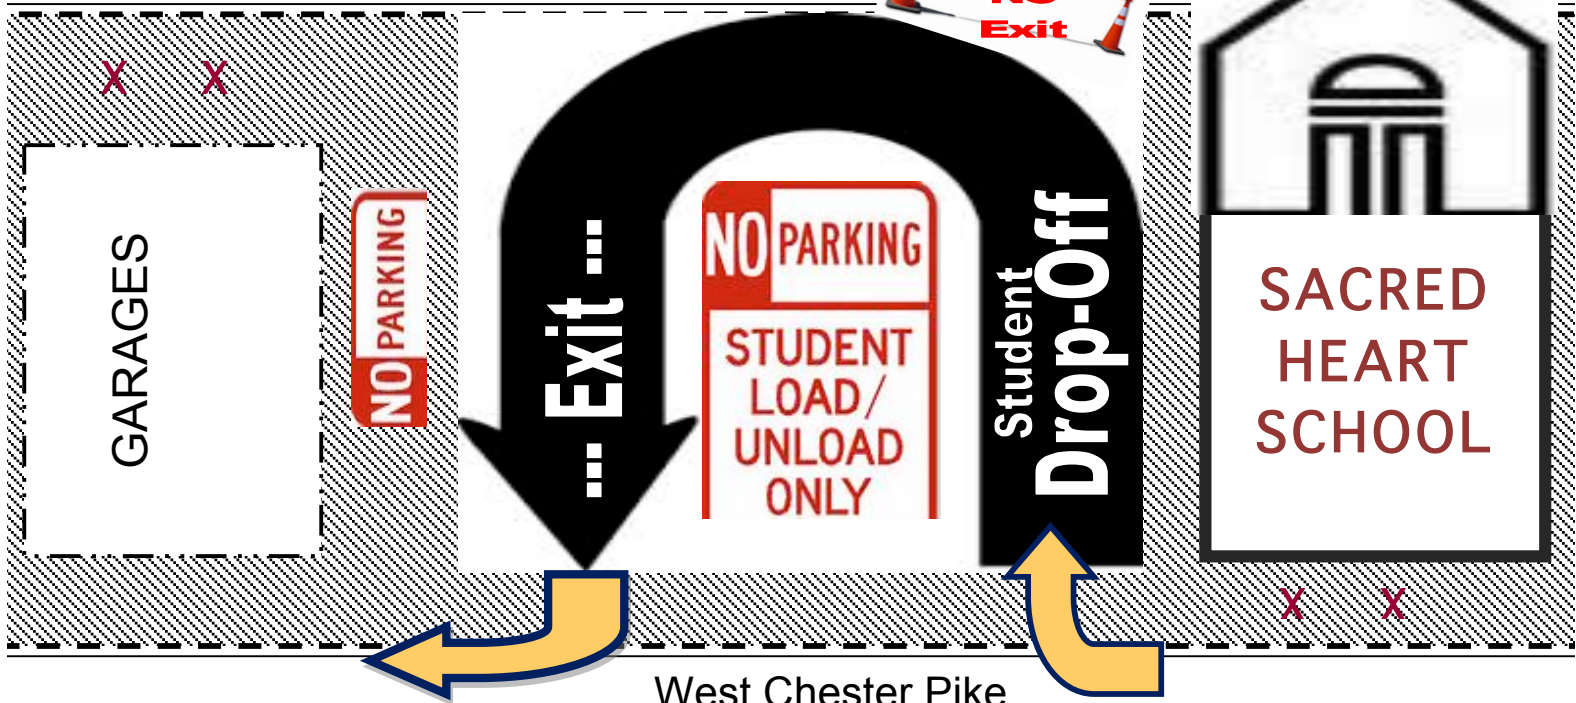 NO
Exit
X X
GARAGES
NO PARKING
... Exit ...
NO PARKING
STUDENT
LOAD/
UNLOAD
ONLY
Student
Drop-Off
SACRED
HEART
SCHOOL
X X
West Chester Pike